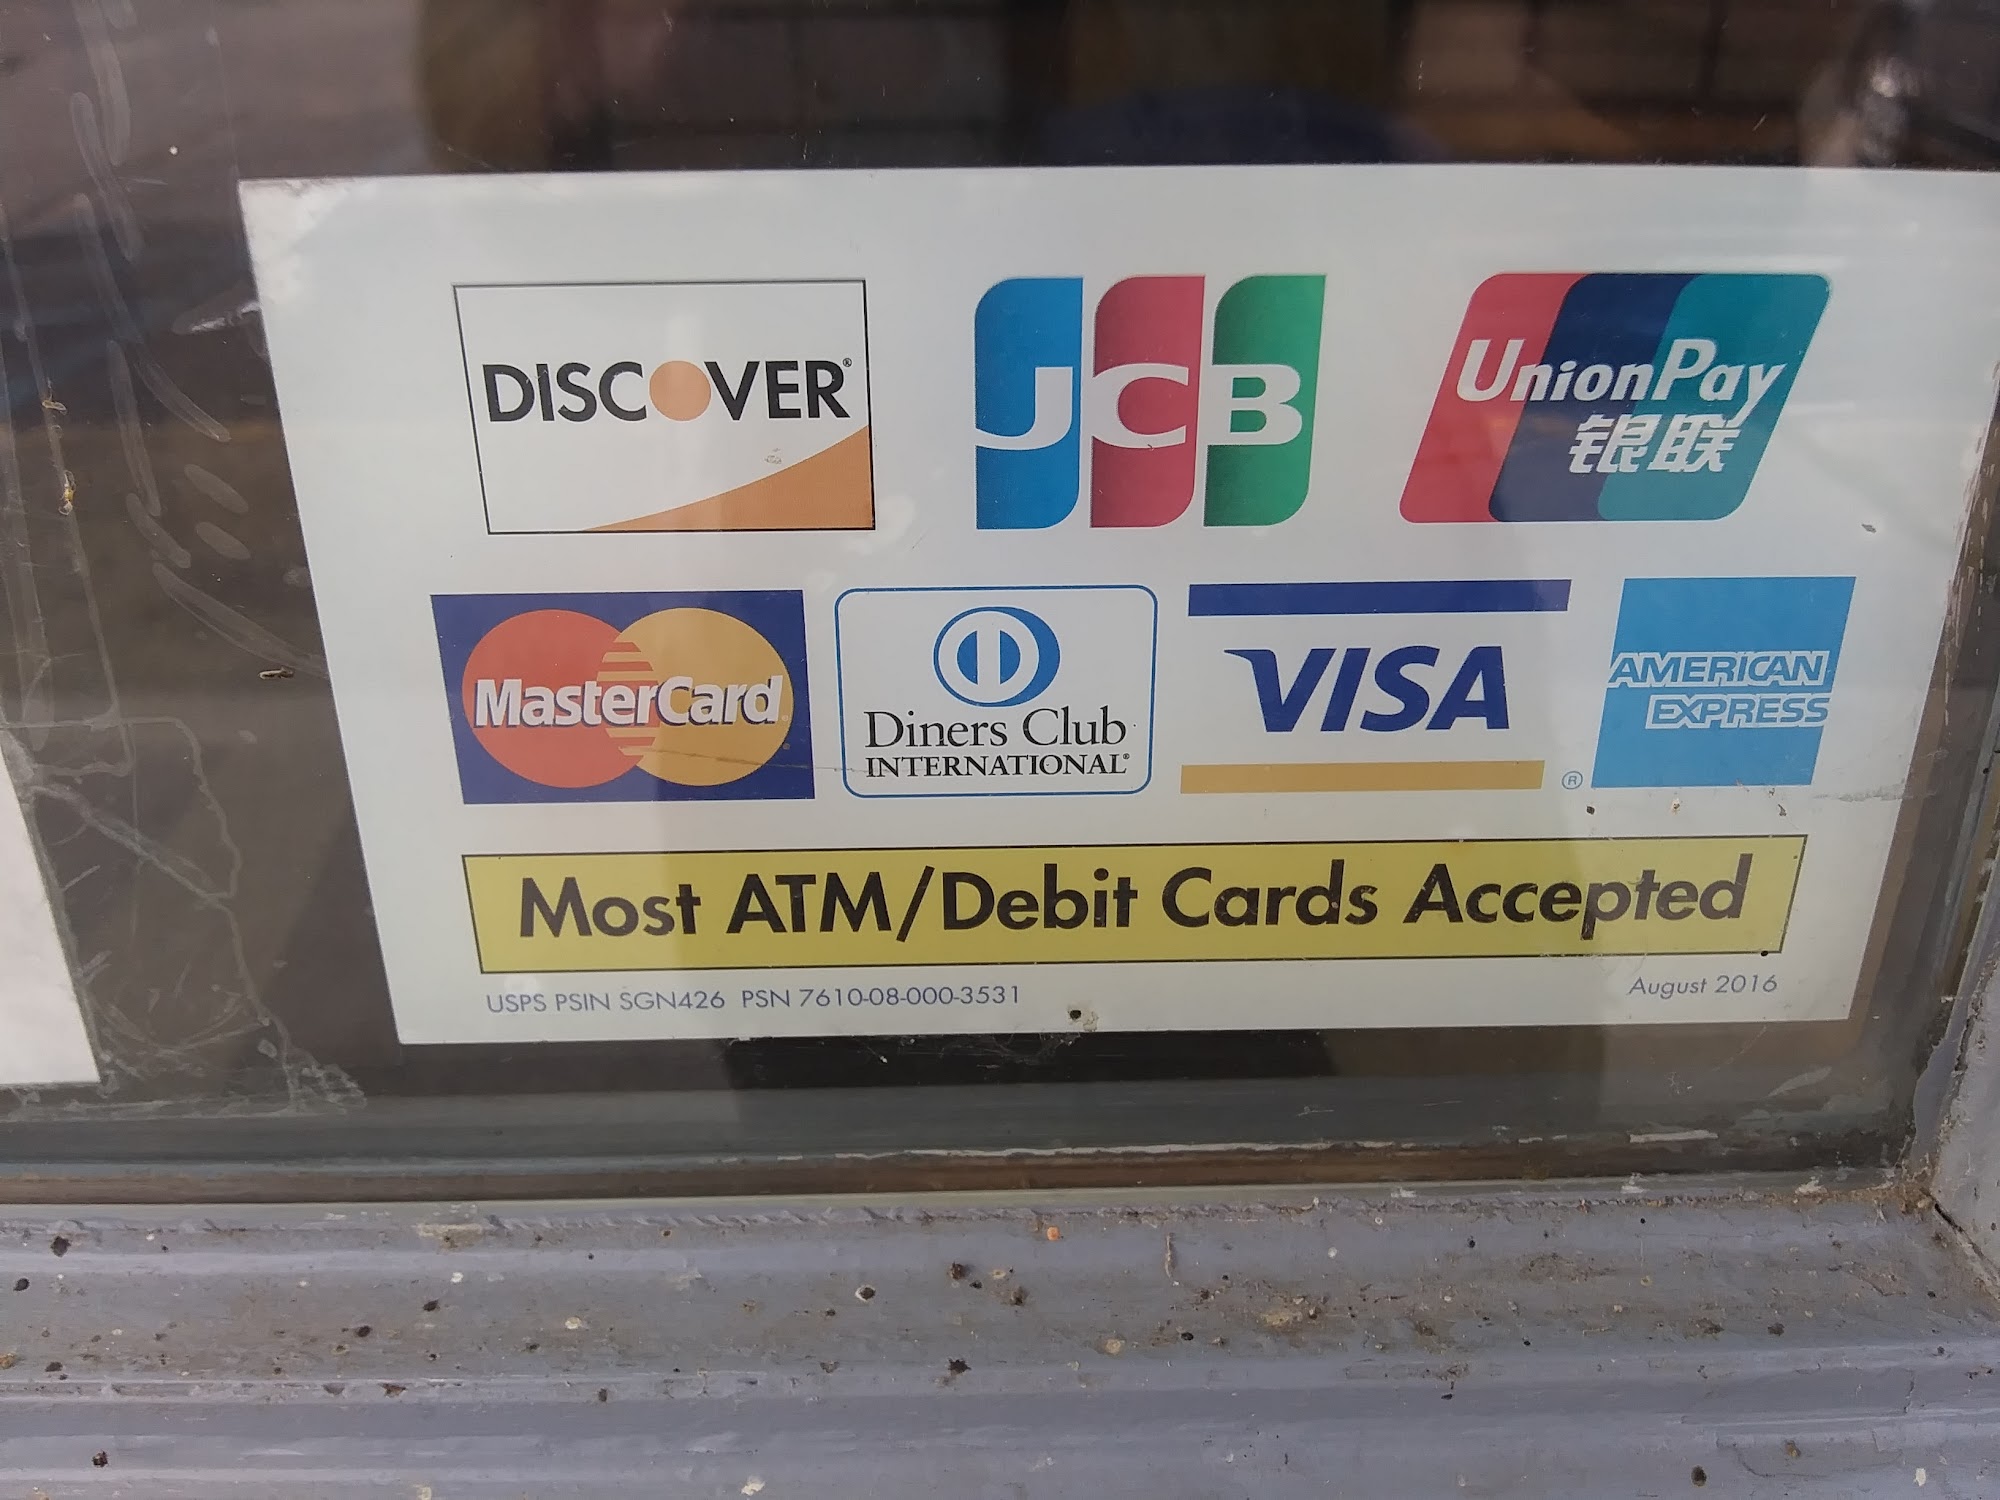 DISCOVER®
JCB
UnionPay
银联
MasterCard
Diners Club
INTERNATIONAL®
VISA
®
AMERICAN
EXPRESS
Most ATM/Debit Cards Accepted
USPS PSIN SGN426 PSN 7610-08-000-3531
August 2016